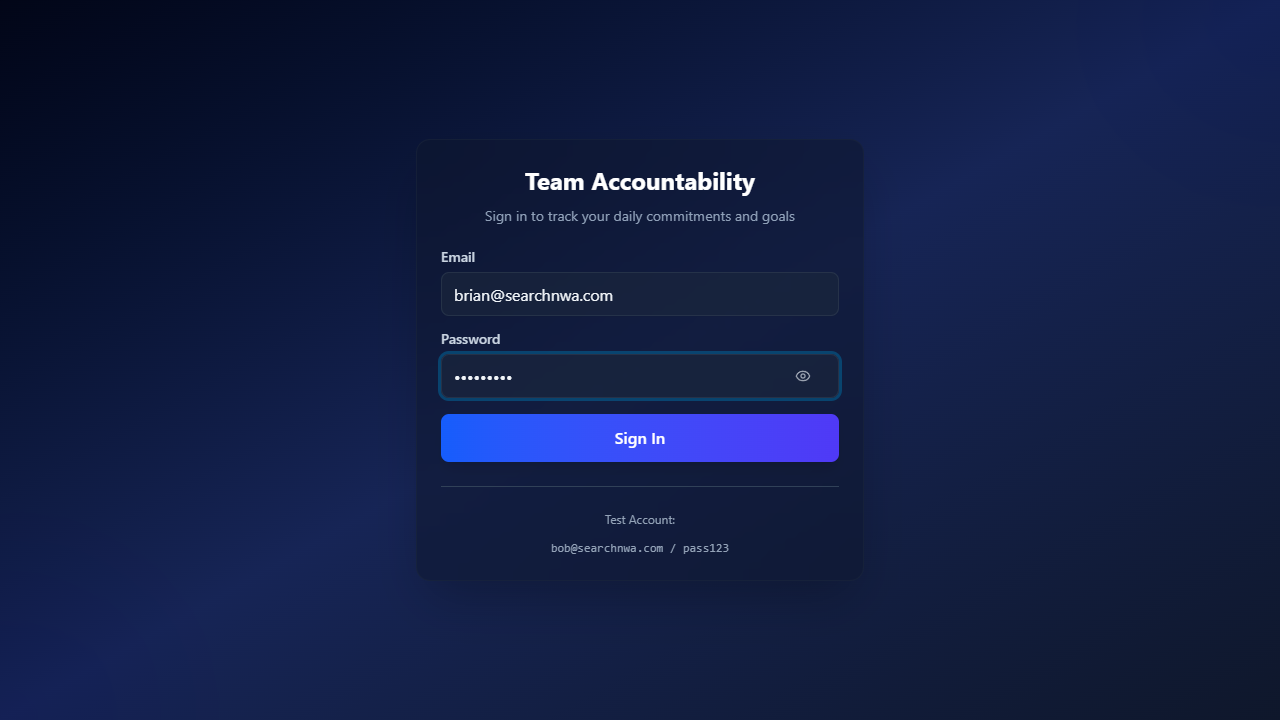 Team Accountability
Sign in to track your daily commitments and goals
Email
brian@searchnwa.com
Password
•••••••••
Sign In
Test Account:
bob@searchnwa.com / pass123